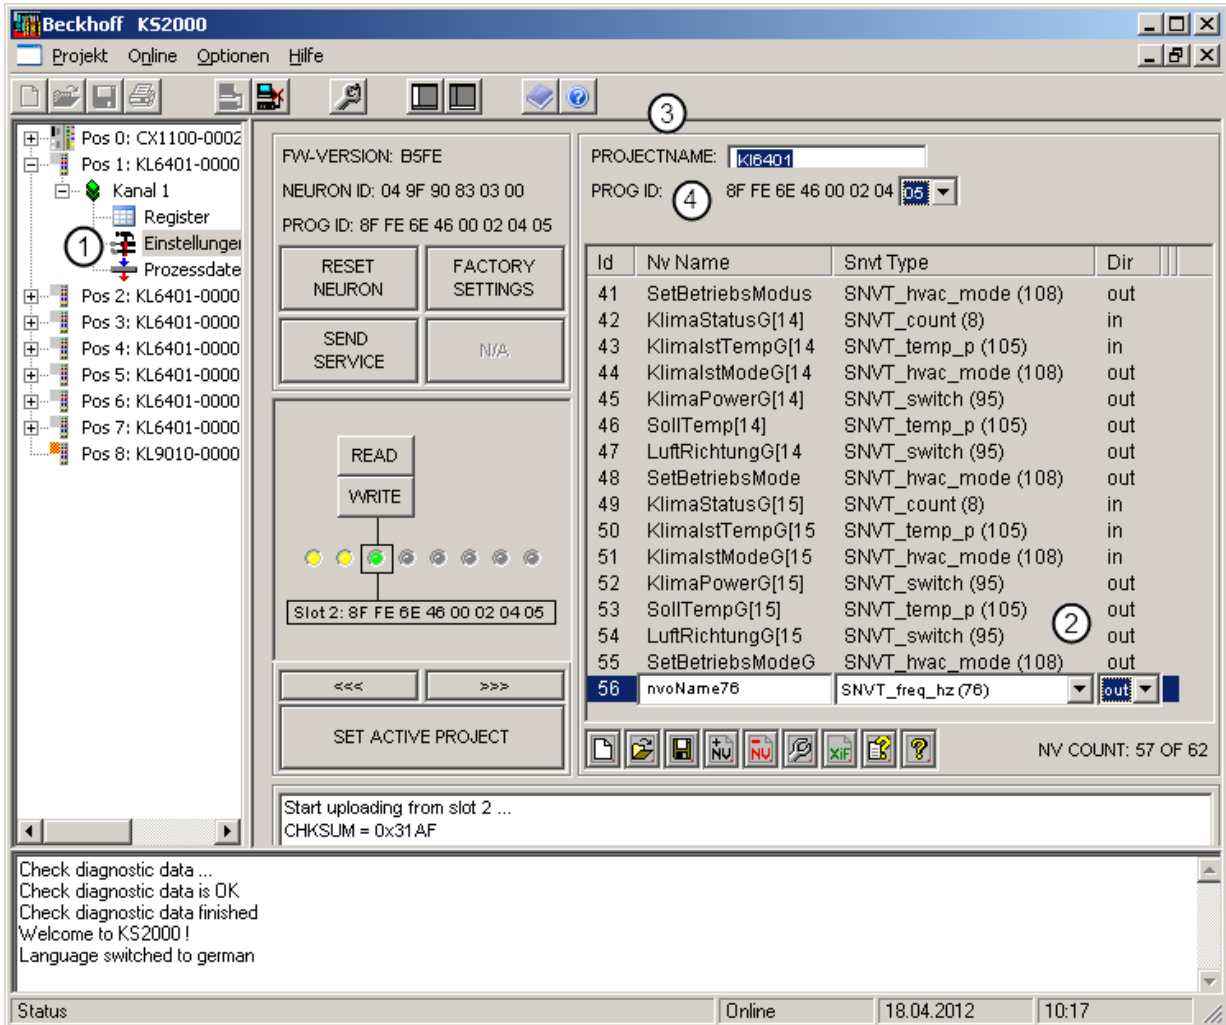 Beckhoff KS2000
Projekt Online Optionen Hilfe
3
Pos 0: CX1100-0002
Pos 1: KL6401-0000
Kanal 1
Register
1
Einstellunger
Prozessdate
Pos 2: KL6401-0000
Pos 3: KL6401-0000
Pos 4: KL6401-0000
Pos 5: KL6401-0000
Pos 6: KL6401-0000
Pos 7: KL6401-0000
Pos 8: KL9010-0000
FW-VERSION: B5FE
NEURON ID: 04 9F 90 83 03 00
PROG ID: 8F FE 6E 46 00 02 04 05
RESET NEURON
FACTORY SETTINGS
SEND SERVICE
N/A
READ
WRITE
Slot 2: 8F FE 6E 46 00 02 04 05
<<< >>>
SET ACTIVE PROJECT
PROJECTNAME: Kl6401
PROG ID: 4 8F FE 6E 46 00 02 04 05
Id Nv Name Snvt Type Dir
41 SetBetriebsModus SNVT_hvac_mode (108) out
42 KlimaStatusG[14] SNVT_count (8) in
43 KlimaIstTempG[14 SNVT_temp_p (105) in
44 KlimaIstModeG[14 SNVT_hvac_mode (108) out
45 KlimaPowerG[14] SNVT_switch (95) out
46 SollTemp[14] SNVT_temp_p (105) out
47 LuftRichtungG[14 SNVT_switch (95) out
48 SetBetriebsMode SNVT_hvac_mode (108) out
49 KlimaStatusG[15] SNVT_count (8) in
50 KlimaIstTempG[15 SNVT_temp_p (105) in
51 KlimaIstModeG[15 SNVT_hvac_mode (108) in
52 KlimaPowerG[15] SNVT_switch (95) out
53 SollTempG[15] SNVT_temp_p (105) out
54 LuftRichtungG[15 SNVT_switch (95) 2 out
55 SetBetriebsModeG SNVT_hvac_mode (108) out
56 nvoName76 SNVT_freq_hz (76) out
NV NV XiF NV COUNT: 57 OF 62
Start uploading from slot 2 ...
CHKSUM = 0x31AF
Check diagnostic data ...
Check diagnostic data is OK
Check diagnostic data finished
Welcome to KS2000 !
Language switched to german
Status Online 18.04.2012 10:17